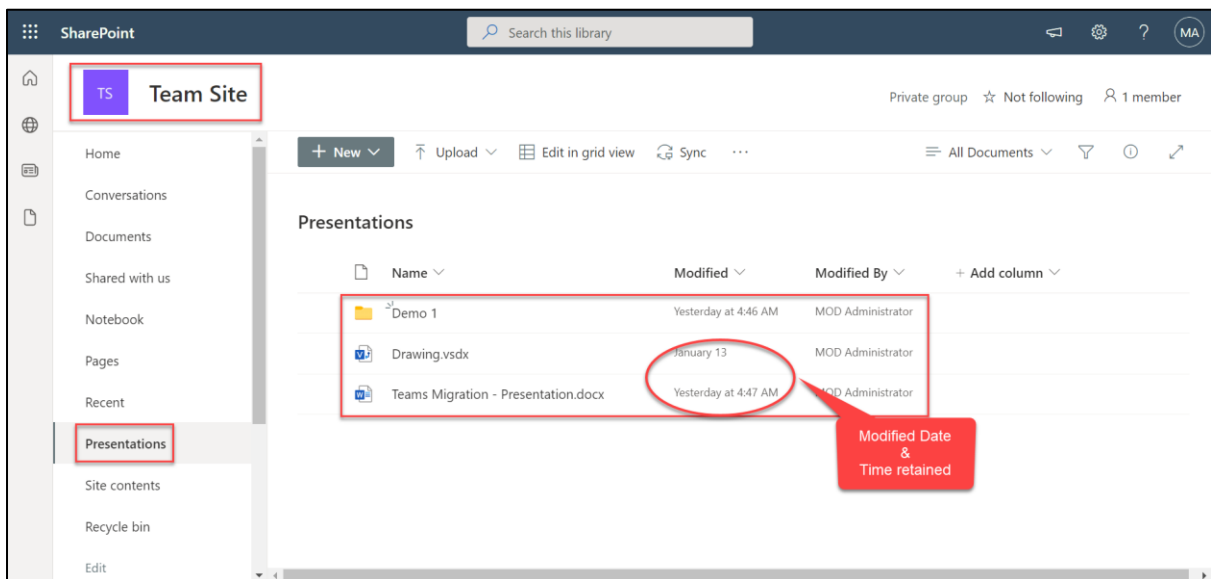 SharePoint
Search this library
MA
TS
Team Site
Private group
Not following
1 member
New
Upload
Edit in grid view
Sync
All Documents
Home
Conversations
Documents
Shared with us
Notebook
Pages
Recent
Presentations
Site contents
Recycle bin
Edit
Presentations
Name Modified Modified By + Add column
Demo 1 Yesterday at 4:46 AM MOD Administrator
Drawing.vsdx January 13 MOD Administrator
Teams Migration - Presentation.docx Yesterday at 4:47 AM MOD Administrator
Modified Date
&
Time retained